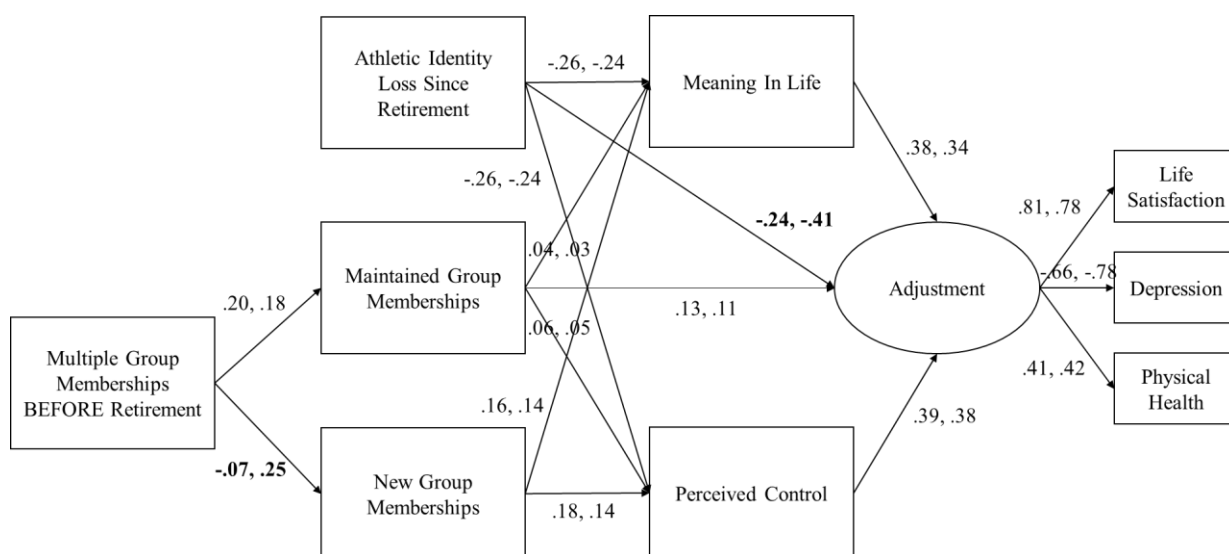 Athletic Identity
Loss Since
Retirement
-.26, -.24
Meaning In Life
.38, .34
-.26, -.24
Life
Satisfaction
.81, .78
-.24, -.41
.04, .03
Maintained Group
Memberships
.20, .18
.13, .11
Adjustment
-.66, -.78
Depression
.06, .05
Multiple Group
Memberships
BEFORE Retirement
.41, .42
Physical
Health
.16, .14
.39, .38
-.07, .25
New Group
Memberships
.18, .14
Perceived Control